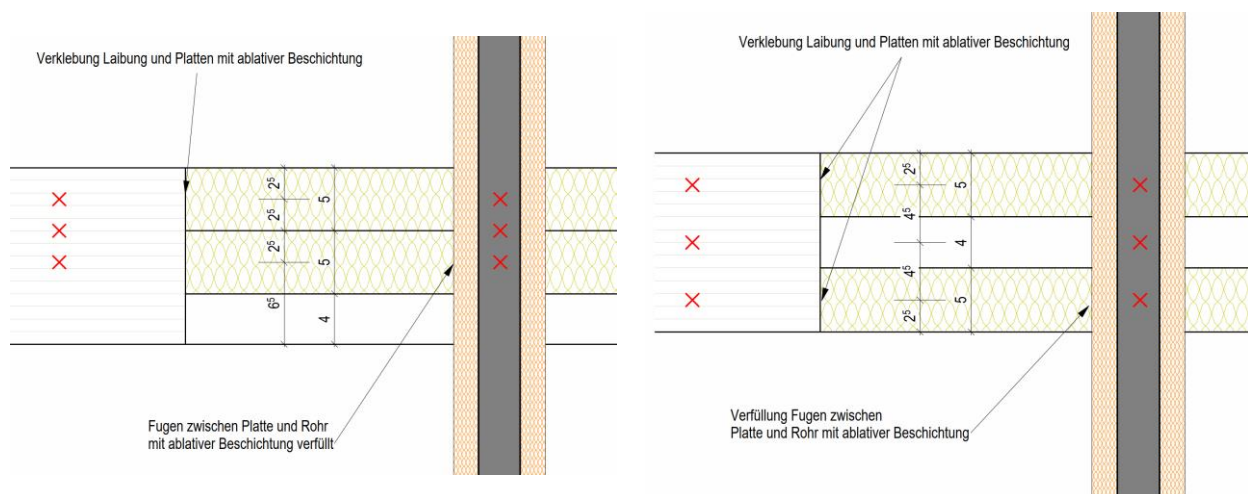 Verklebung Laibung und Platten mit ablativer Beschichtung
2⁵
5
2⁵
2⁵
5
6⁵
4
Fugen zwischen Platte und Rohr
mit ablativer Beschichtung verfüllt
Verklebung Laibung und Platten mit ablativer Beschichtung
2⁵
5
4⁵
4
4⁵
5
2⁵
Verfüllung Fugen zwischen
Platte und Rohr mit ablativer Beschichtung